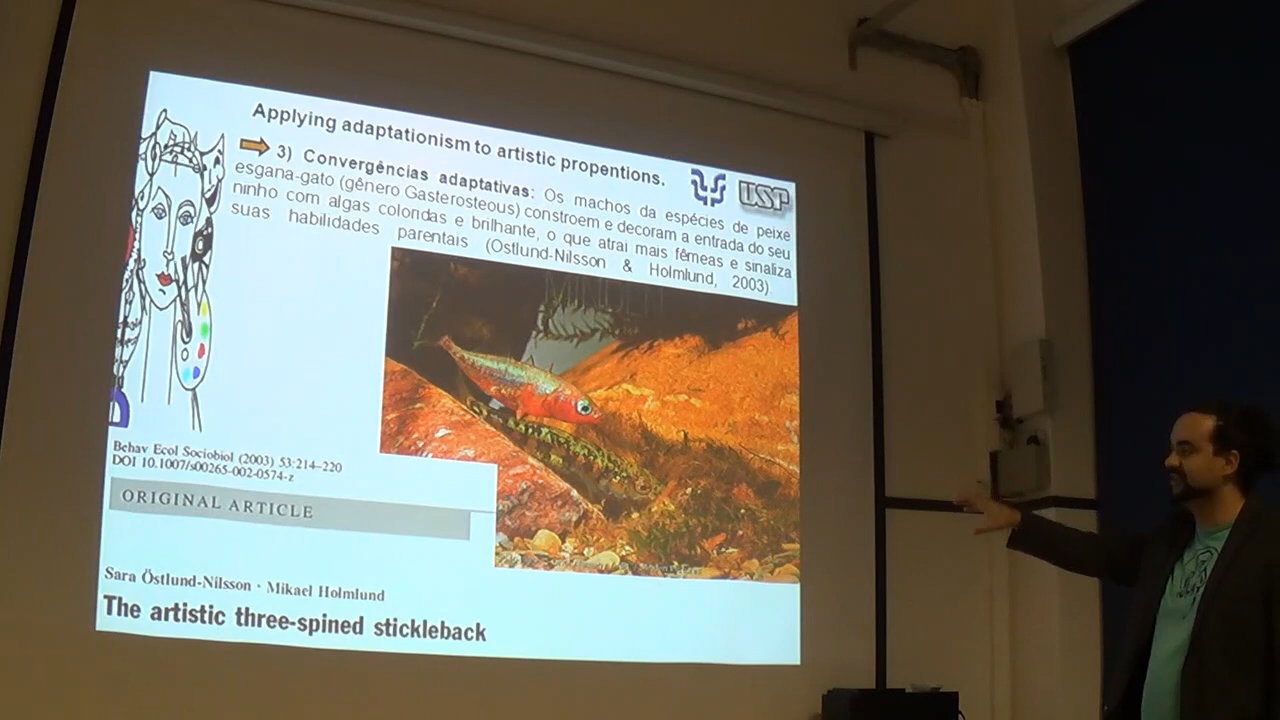 Applying adaptationism to artistic propentions.
3) Convergências adaptativas: Os machos da espécies de peixe
esgana-gato (gênero Gasterosteous) constroem e decoram a entrada do seu
ninho com algas coloridas e brilhante, o que atrai mais fêmeas e sinaliza
suas habilidades parentais (Ostlund-Nilsson & Holmlund, 2003)
USP
Behav Ecol Sociobiol (2003) 53:214–220
DOI 10.1007/s00265-002-0574-z
ORIGINAL ARTICLE
Sara Östlund-Nilsson · Mikael Holmlund
The artistic three-spined stickleback